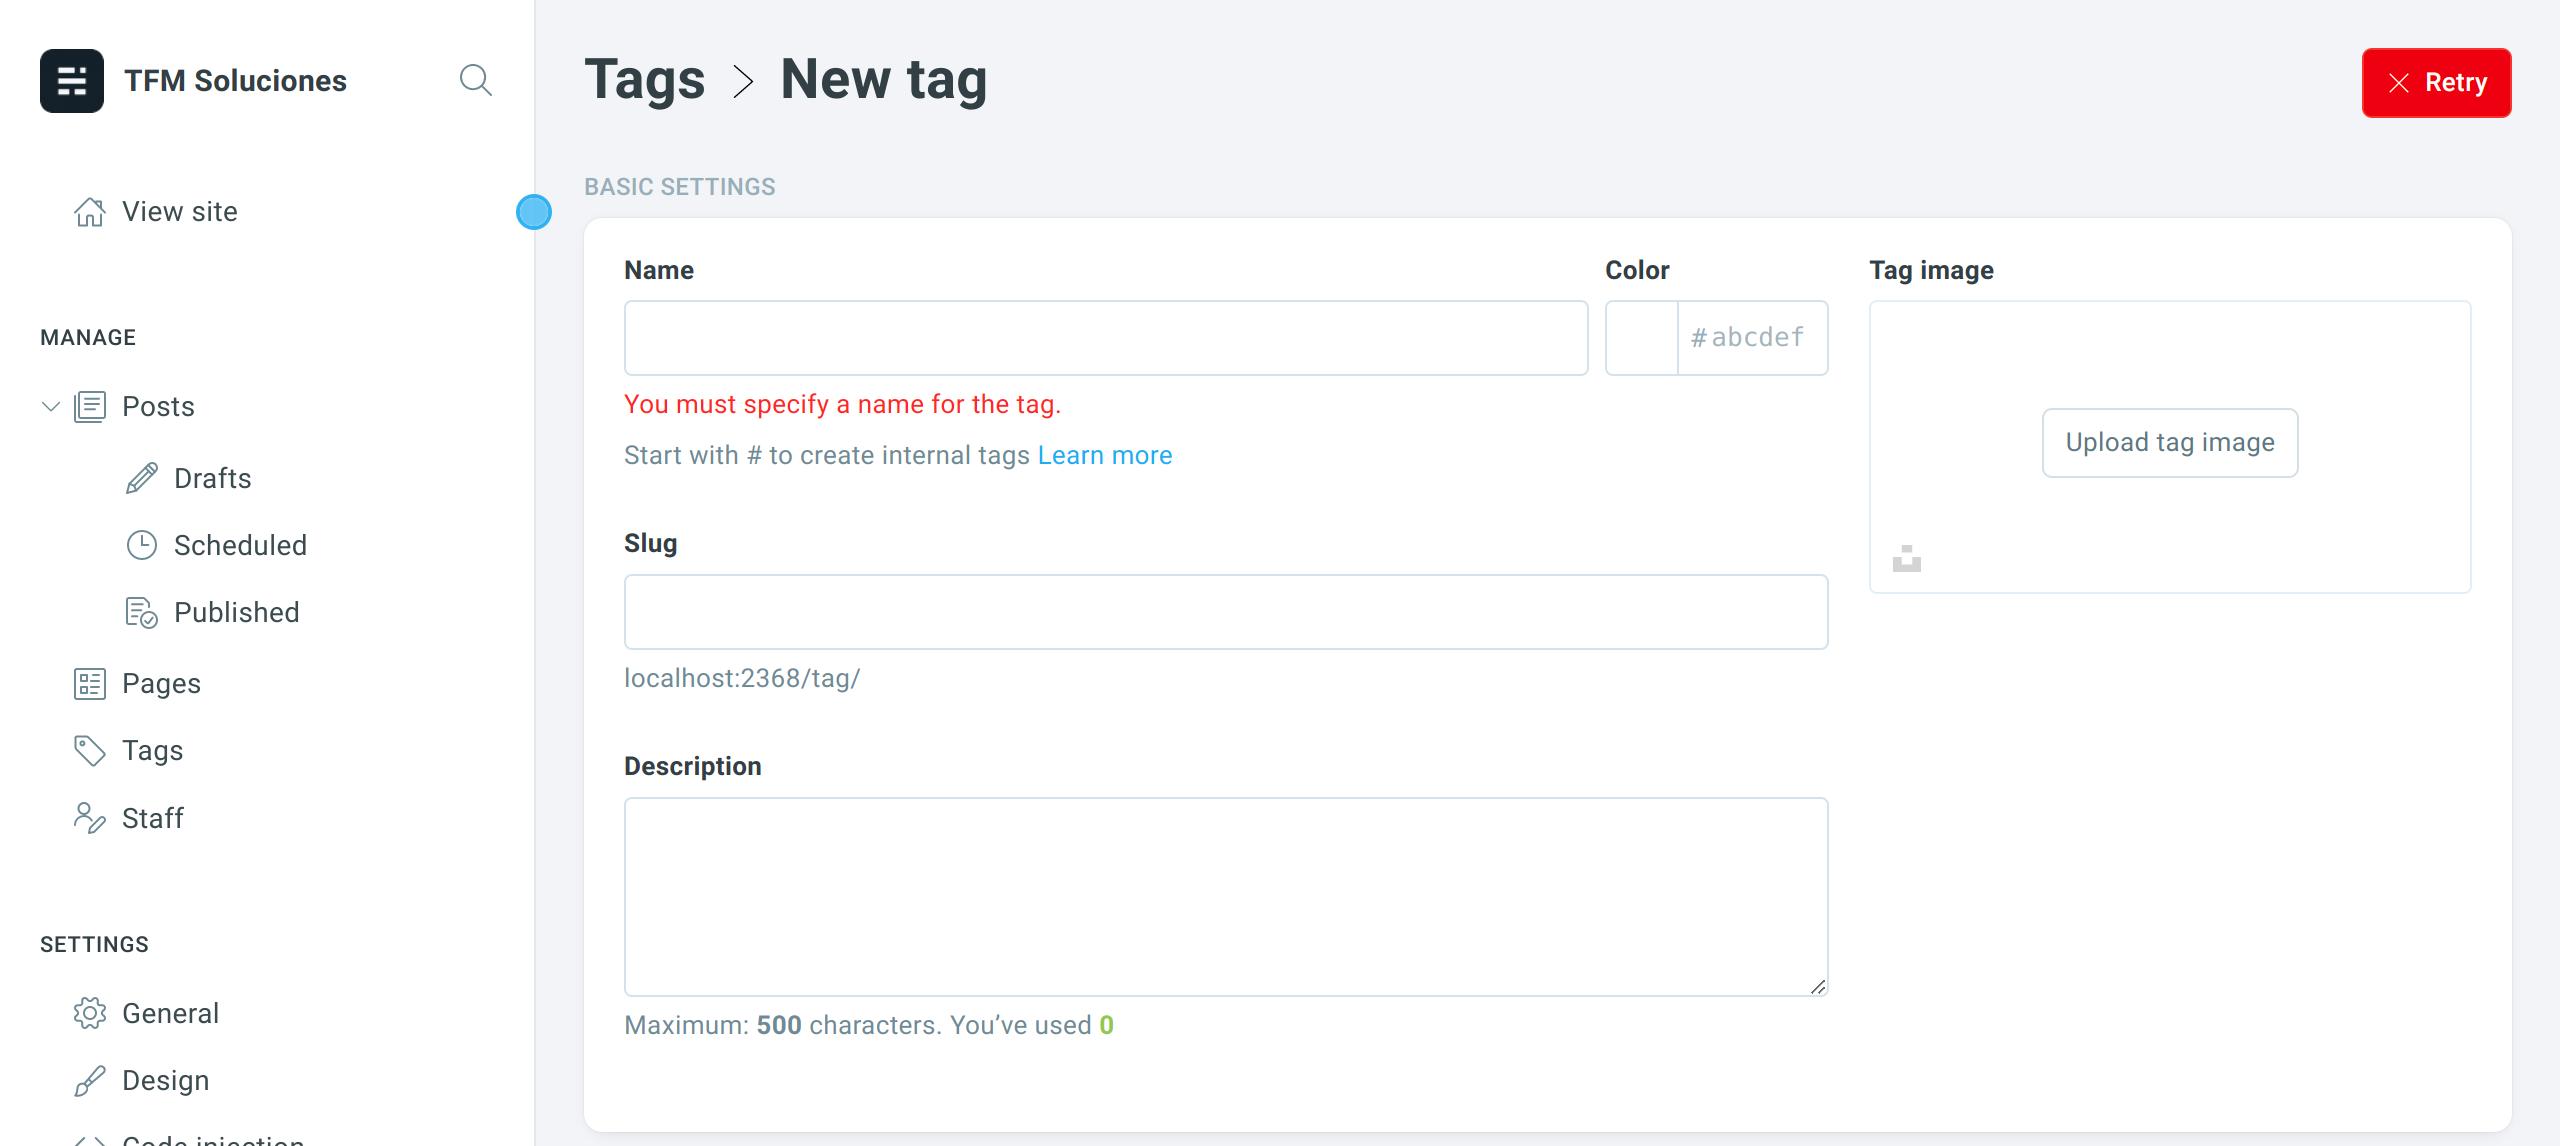 TFM Soluciones
View site
MANAGE
Posts
Drafts
Scheduled
Published
Pages
Tags
Staff
SETTINGS
General
Design
Code injection
Tags > New tag
Retry
BASIC SETTINGS
Name
You must specify a name for the tag.
Start with # to create internal tags Learn more
Color
#abcdef
Tag image
Upload tag image
Slug
localhost:2368/tag/
Description
Maximum: 500 characters. You’ve used 0